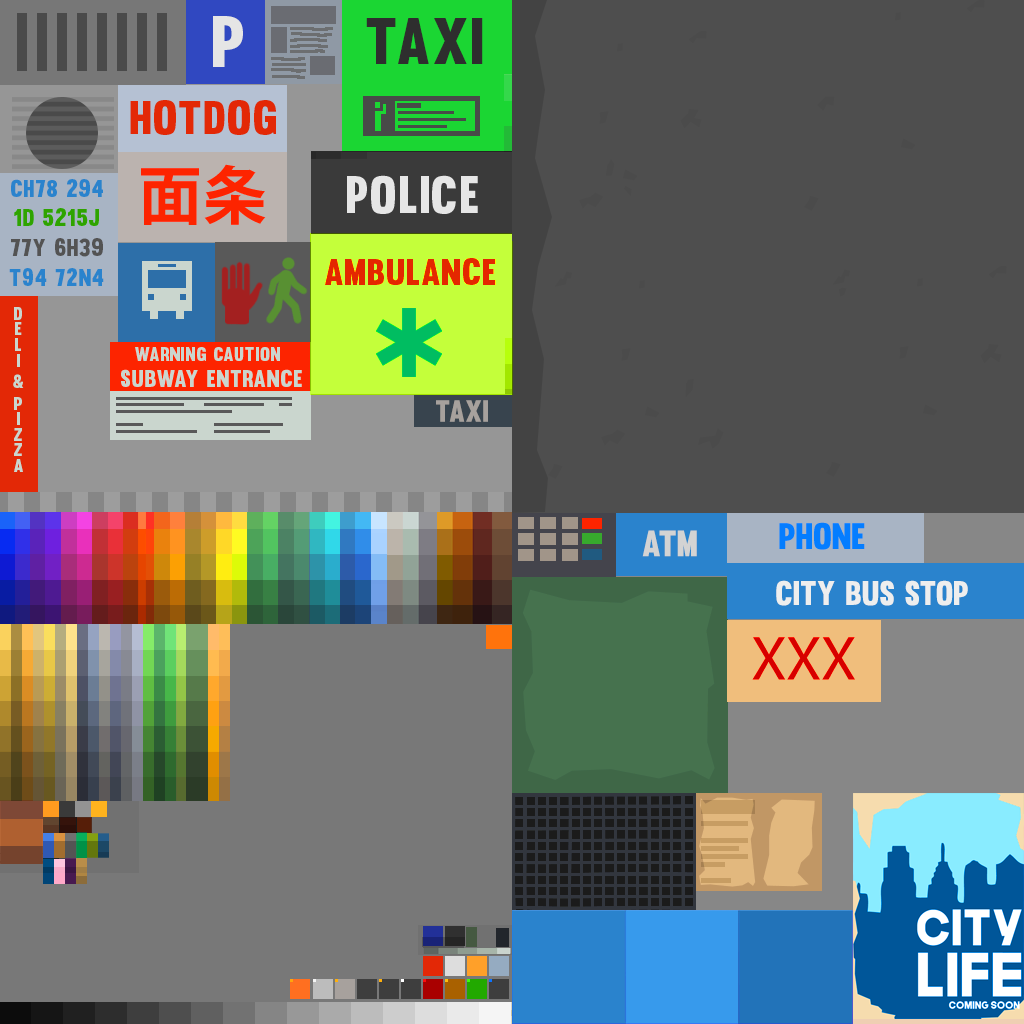 P
TAXI
HOTDOG
面条
POLICE
CH78 294
1D 5215J
77Y 6H39
T94 72N4
AMBULANCE
DELI & PIZZA
WARNING CAUTION
SUBWAY ENTRANCE
TAXI
ATM
PHONE
CITY BUS STOP
XXX
CITY
LIFE
COMING SOON